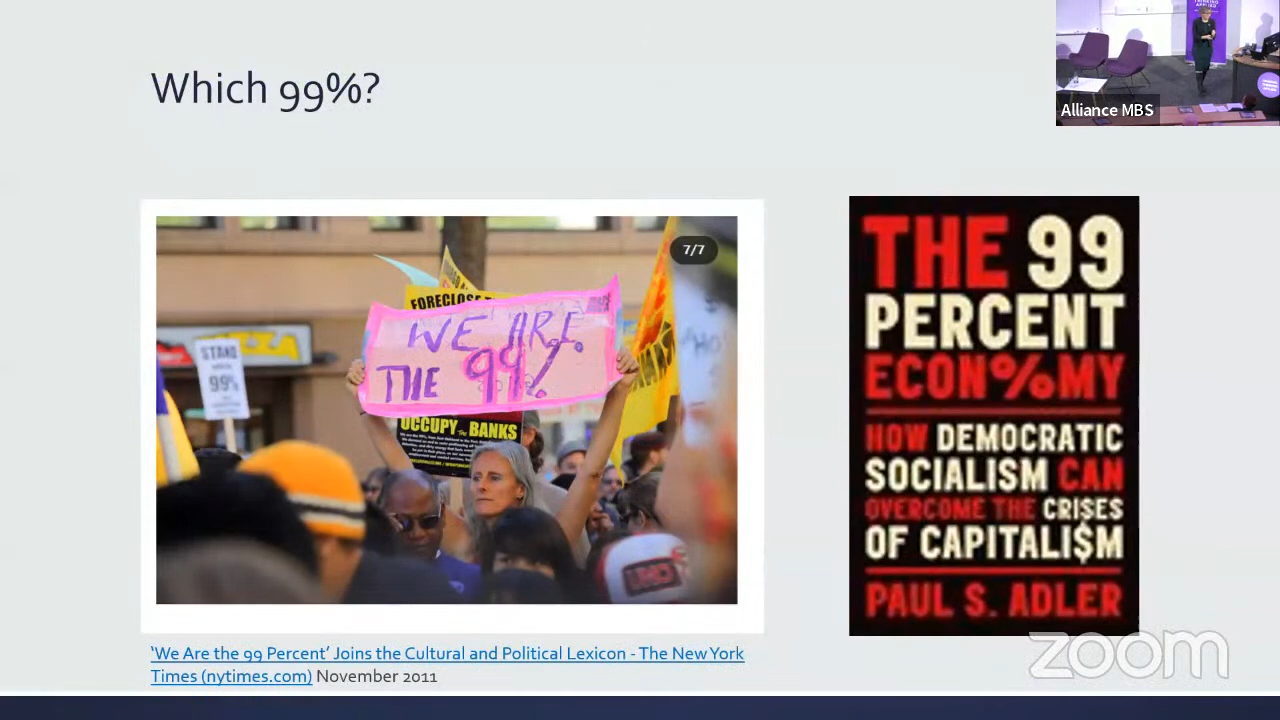 Which 99%?
Alliance MBS
7/7
FORECLOSE
WE ARE
THE 99%
STAND
99%
OCCUPY THE BANKS
THE 99
PERCENT
ECON%MY
HOW DEMOCRATIC
SOCIALISM CAN
OVERCOME THE CRI$ES
OF CAPITALI$M
PAUL S. ADLER
'We Are the 99 Percent' Joins the Cultural and Political Lexicon - The New York
Times (nytimes.com) November 2011
zoom